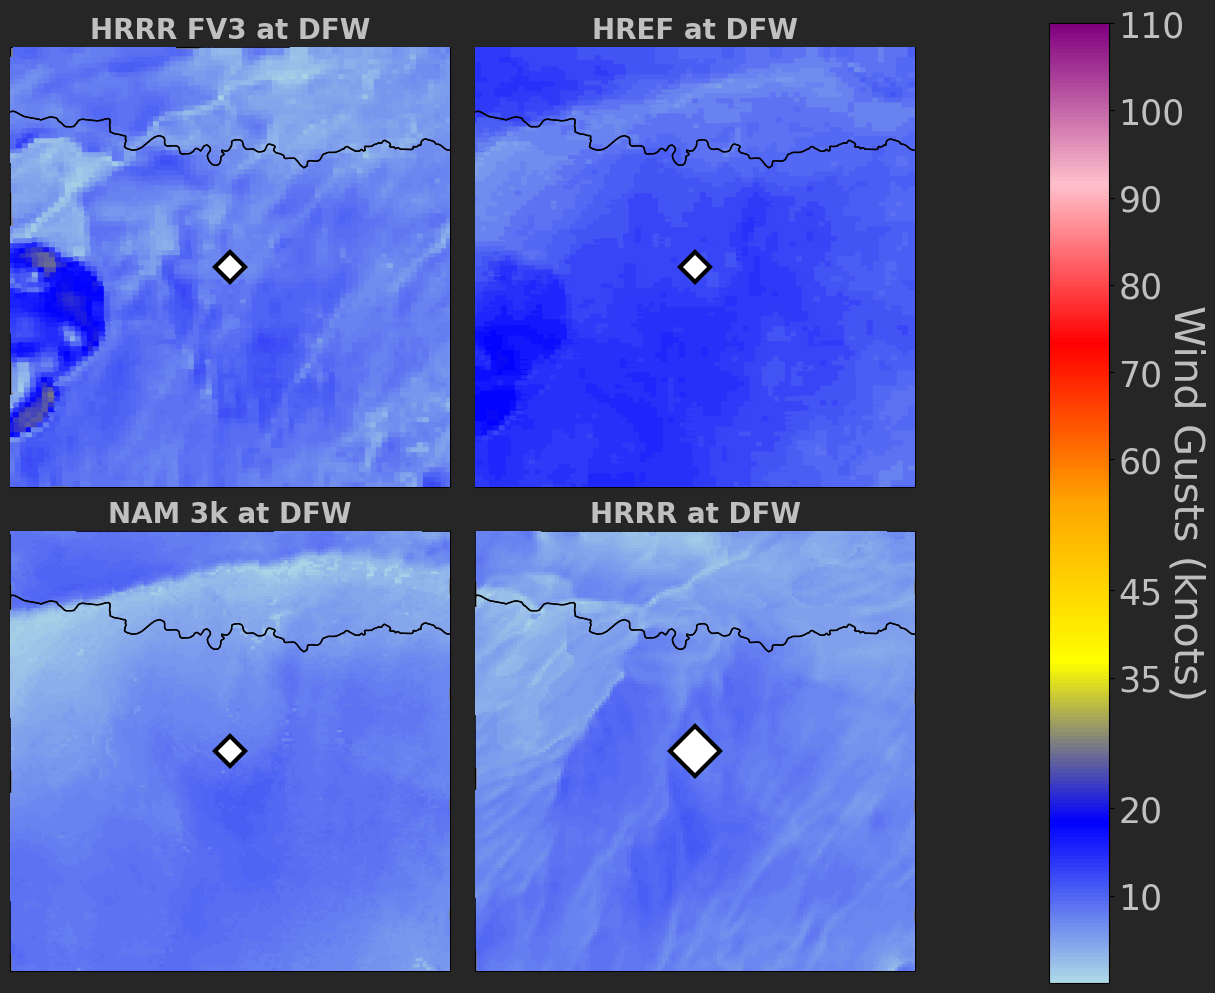 HRRR FV3 at DFW
HREF at DFW
NAM 3k at DFW
HRRR at DFW
110
100
90
80
70
60
45
35
20
10
Wind Gusts (knots)